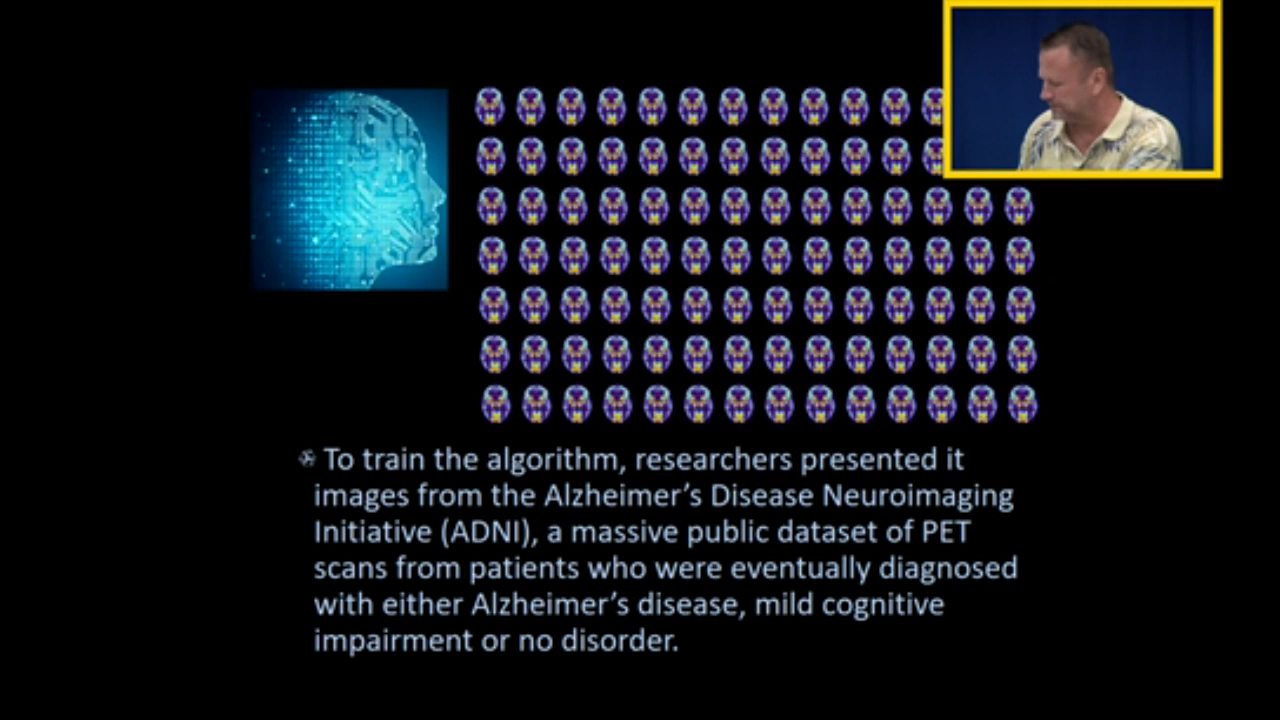 To train the algorithm, researchers presented it
images from the Alzheimer’s Disease Neuroimaging
Initiative (ADNI), a massive public dataset of PET
scans from patients who were eventually diagnosed
with either Alzheimer’s disease, mild cognitive
impairment or no disorder.